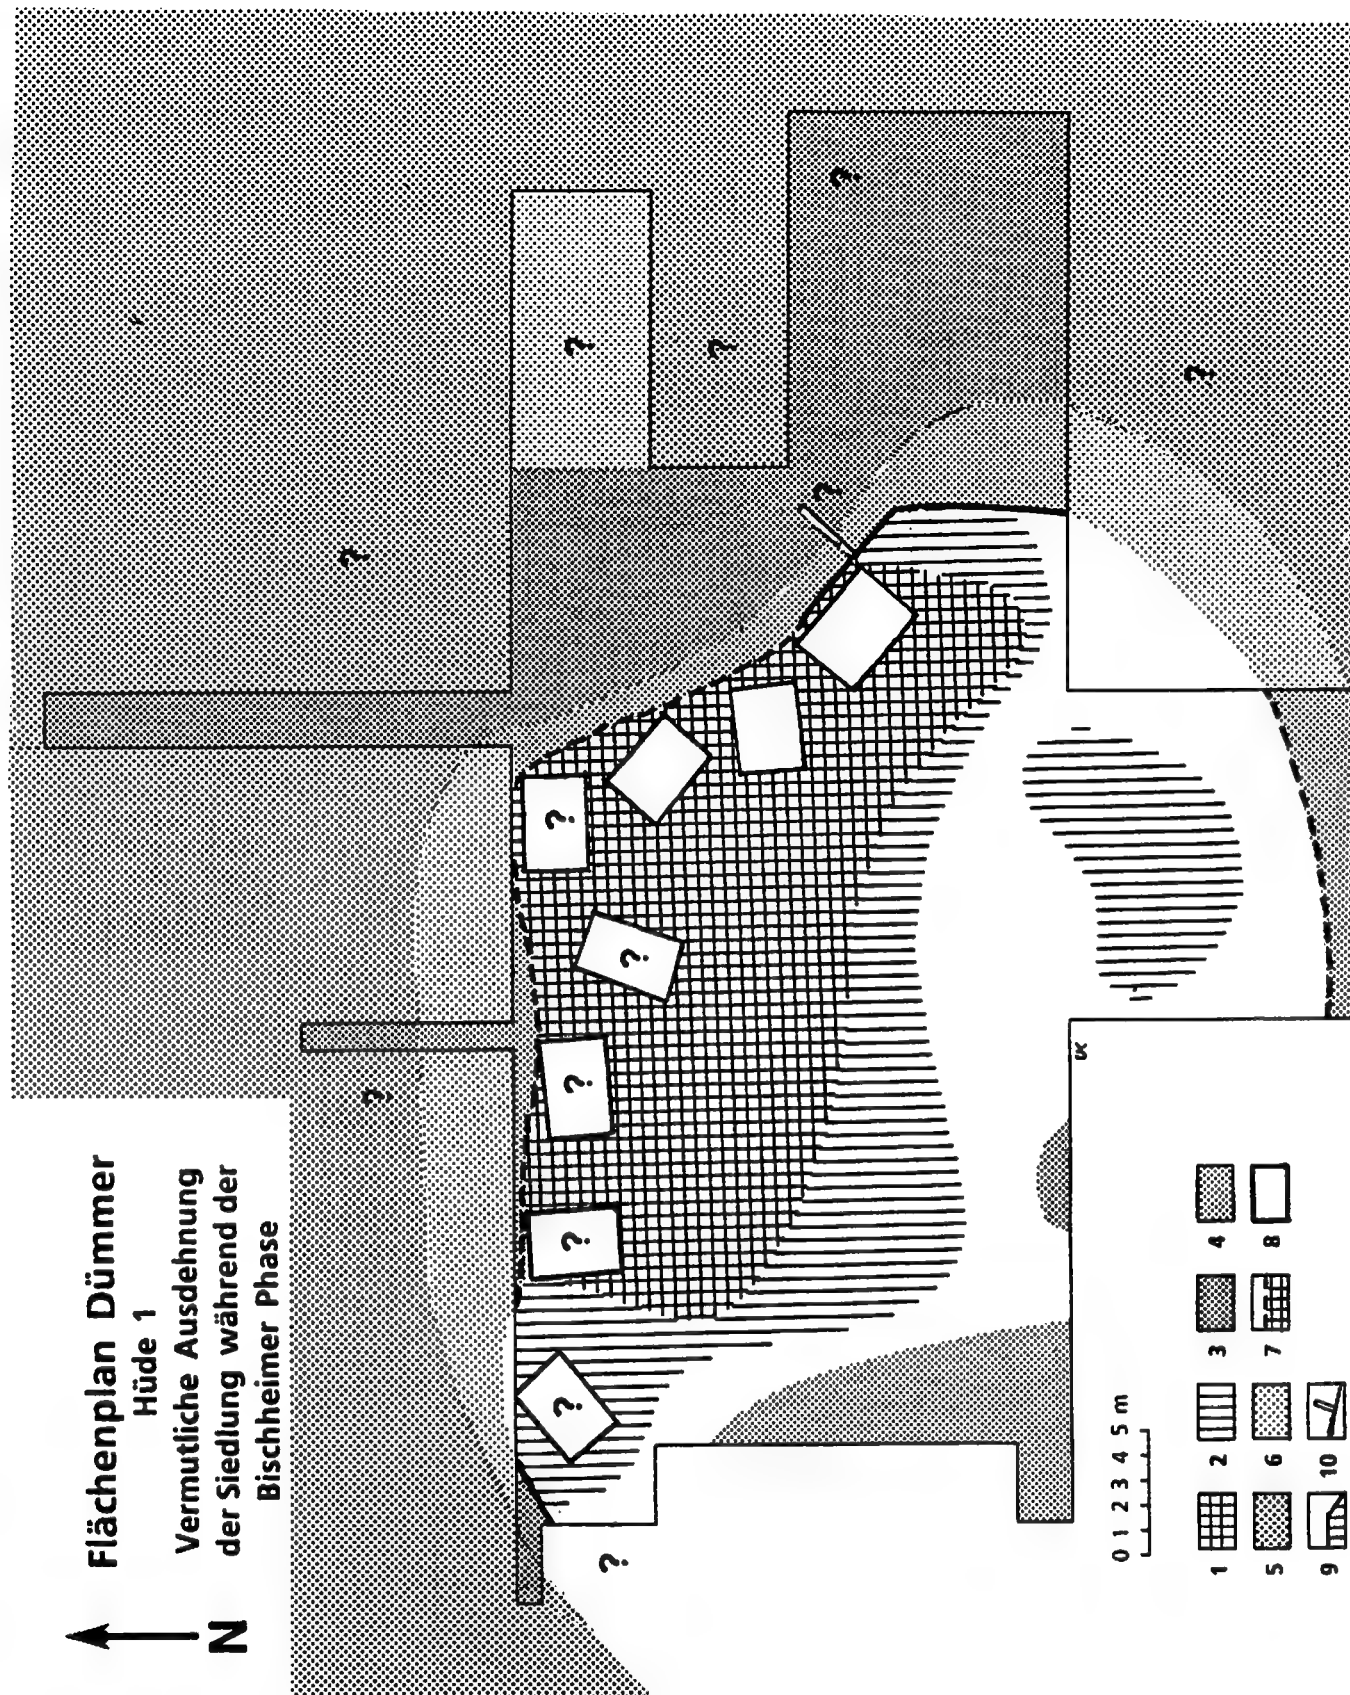 Flächenplan Dümmer
Hüde 1
Vermutliche Ausdehnung
der Siedlung während der
Bischheimer Phase
N
?
?
?
?
?
?
?
?
?
?
?
?
?
0 1 2 3 4 5 m
1 2 3 4
5 6 7 8
9 10